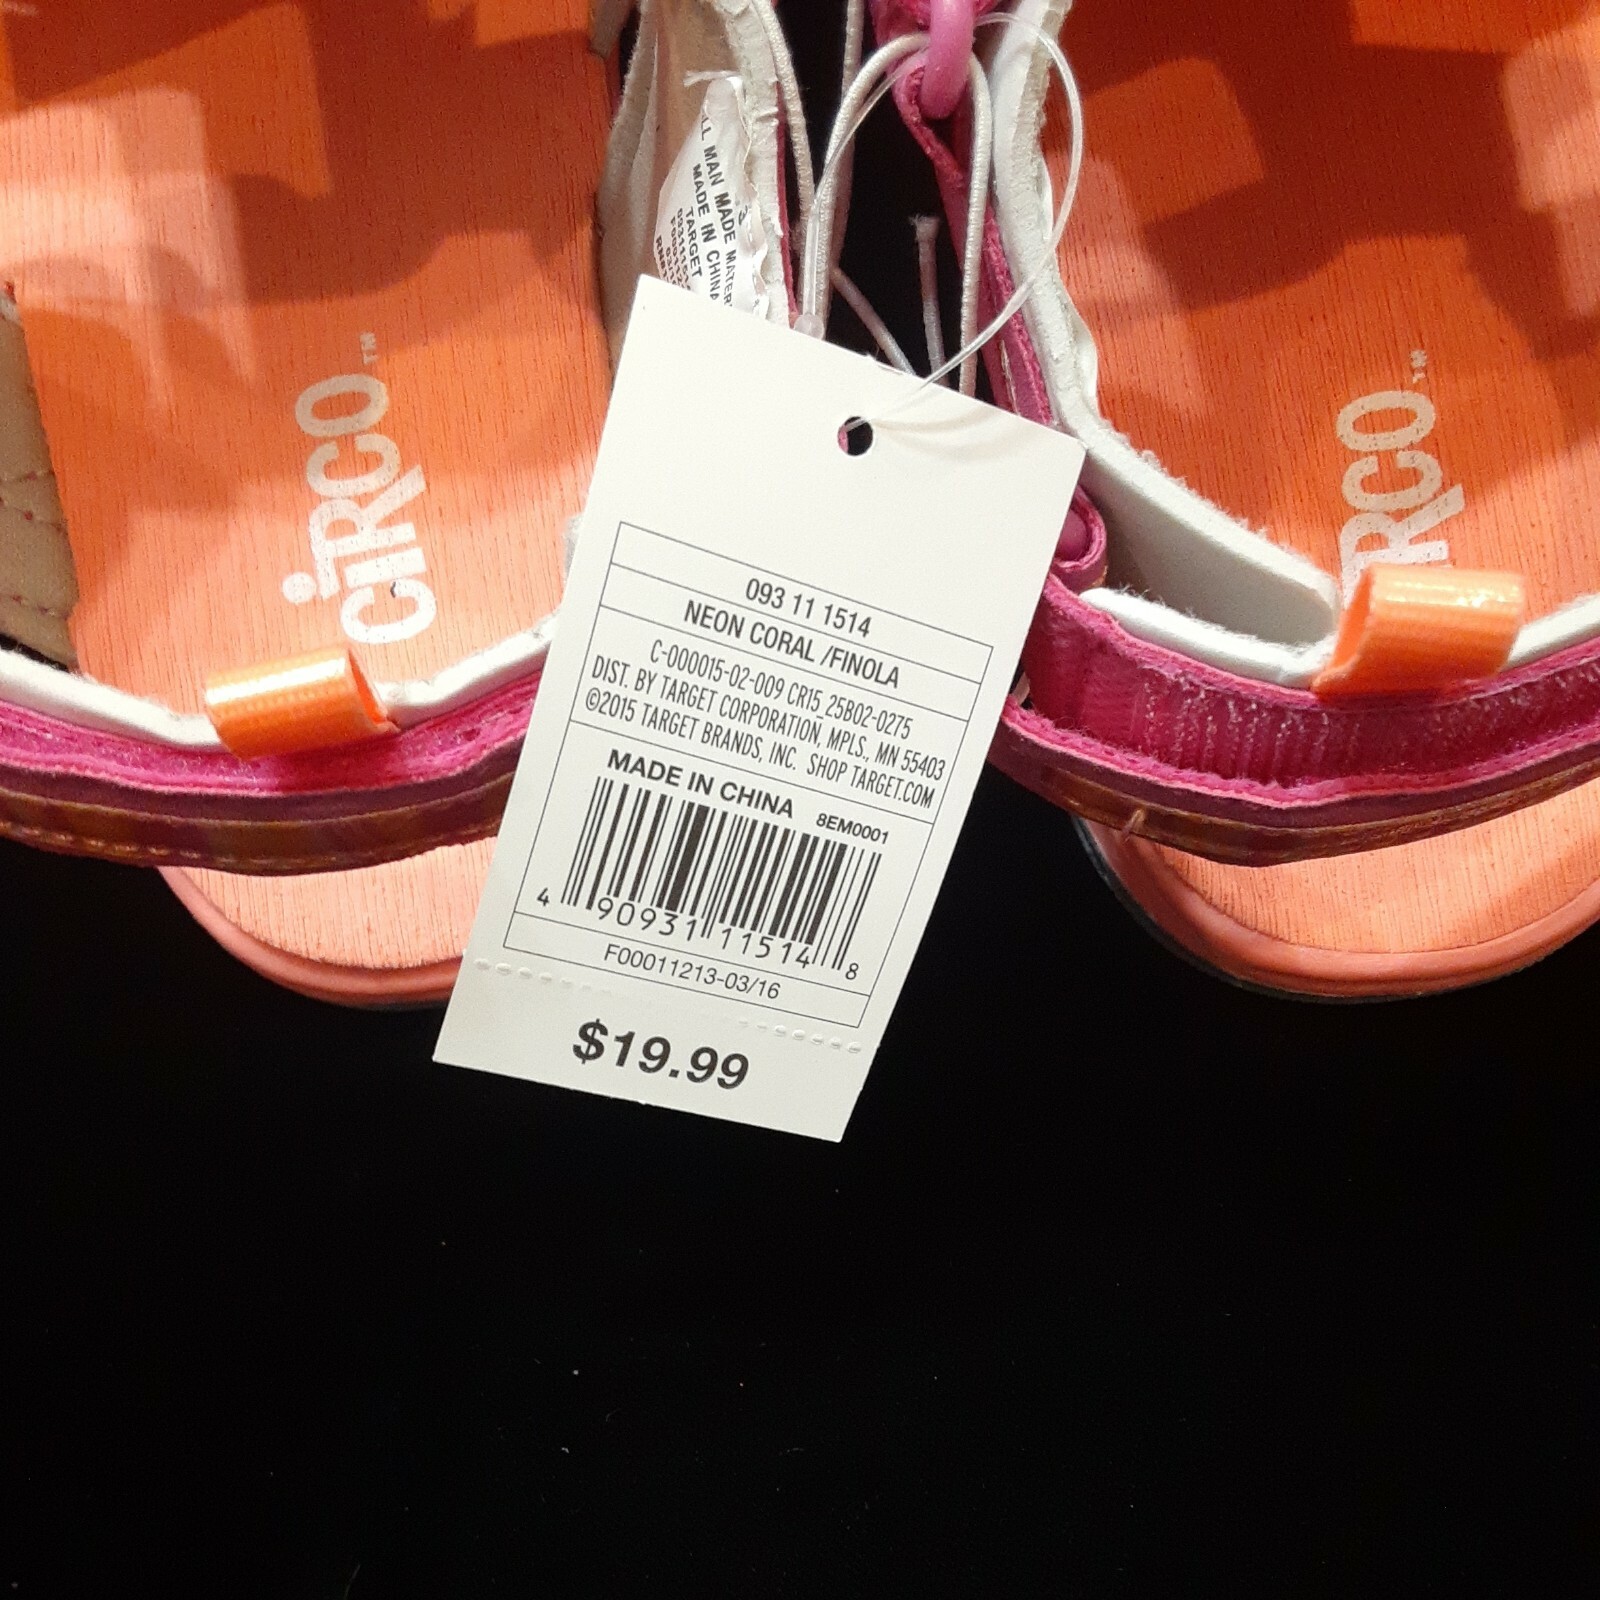 MAN MADE
MADE IN CHINA
TARGET
CIRCO™
RCO™
093 11 1514
NEON CORAL /FINOLA
C-000015-02-009 CR15_25B02-0275
DIST. BY TARGET CORPORATION, MPLS., MN 55403
©2015 TARGET BRANDS, INC. SHOP TARGET.COM
MADE IN CHINA 8EM0001
4 90931 11514 8
F00011213-03/16
$19.99